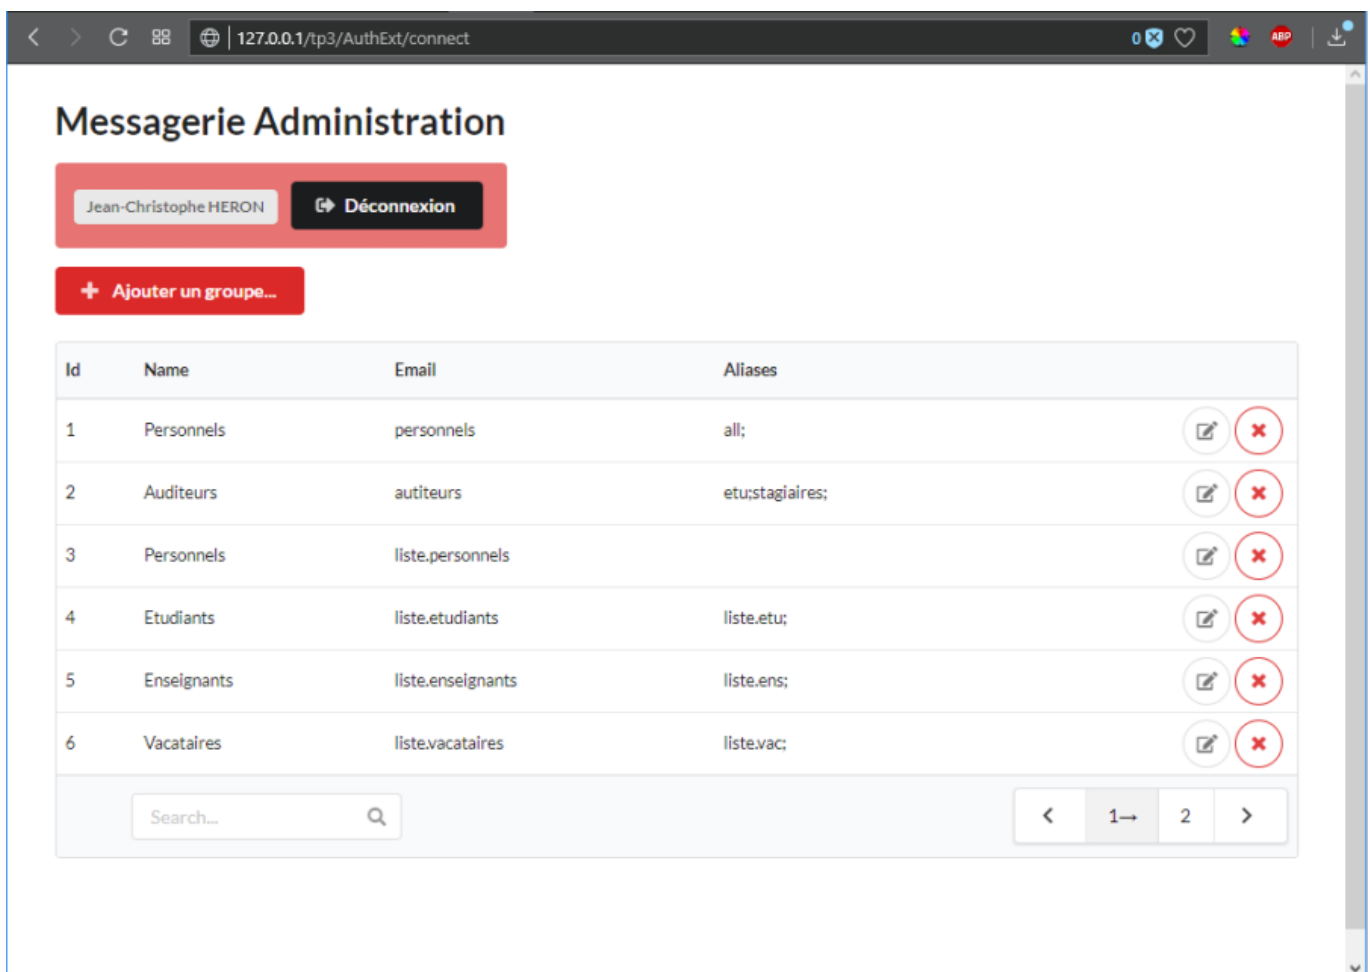 127.0.0.1/tp3/AuthExt/connect 0 ABP
Messagerie Administration
Jean-Christophe HERON Déconnexion
Ajouter un groupe...
Id Name Email Aliases
1 Personnels personnels all;
2 Auditeurs autiteurs etu;stagiaires;
3 Personnels liste.personnels
4 Etudiants liste.etudiants liste.etu;
5 Enseignants liste.enseignants liste.ens;
6 Vacataires liste.vacataires liste.vac;
Search... 1→ 2